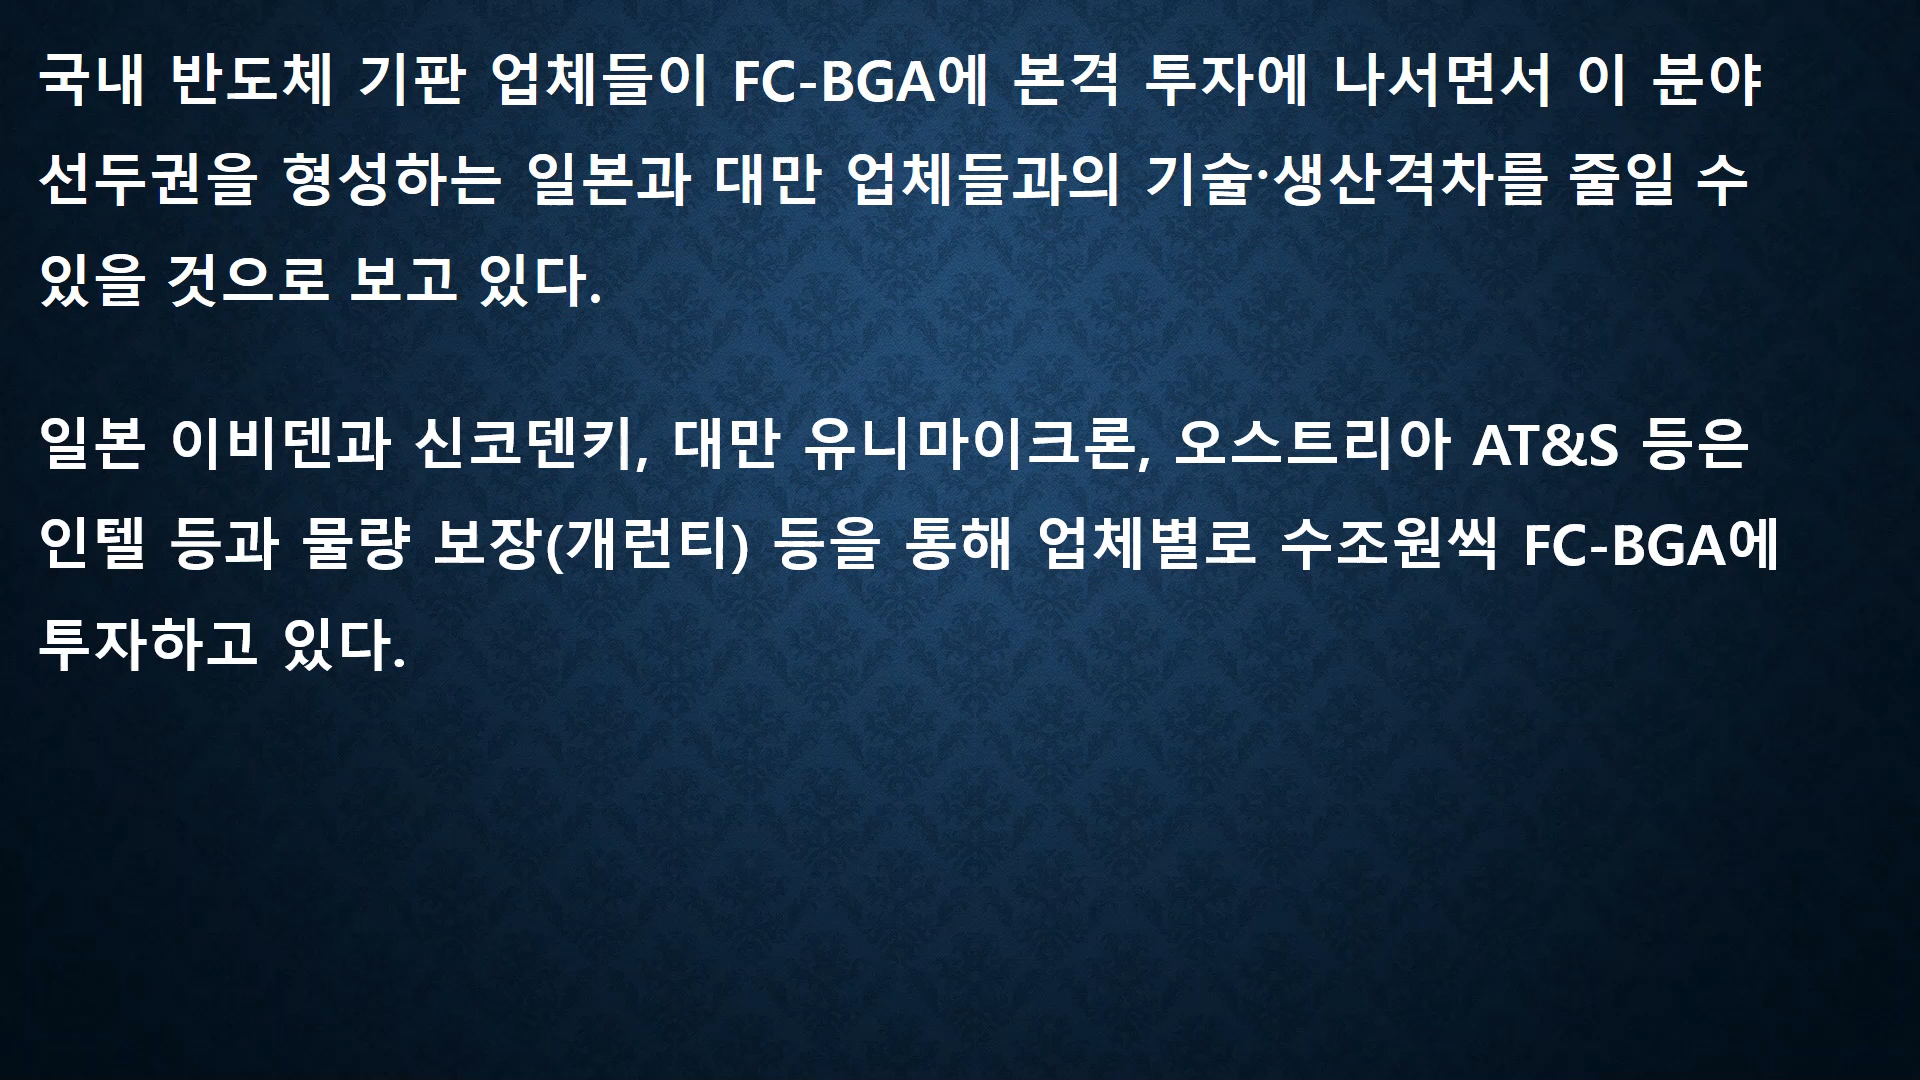 국내 반도체 기판 업체들이 FC-BGA에 본격 투자에 나서면서 이 분야
선두권을 형성하는 일본과 대만 업체들과의 기술·생산격차를 줄일 수
있을 것으로 보고 있다.
일본 이비덴과 신코덴키, 대만 유니마이크론, 오스트리아 AT&S 등은
인텔 등과 물량 보장(개런티) 등을 통해 업체별로 수조원씩 FC-BGA에
투자하고 있다.